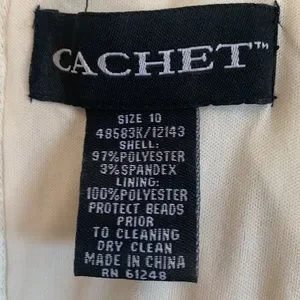 CACHET™
SIZE 10
48583K/12143
SHELL:
97%POLYESTER
3%SPANDEX
LINING:
100%POLYESTER
PROTECT BEADS
PRIOR
TO CLEANING
DRY CLEAN
MADE IN CHINA
RN 61248